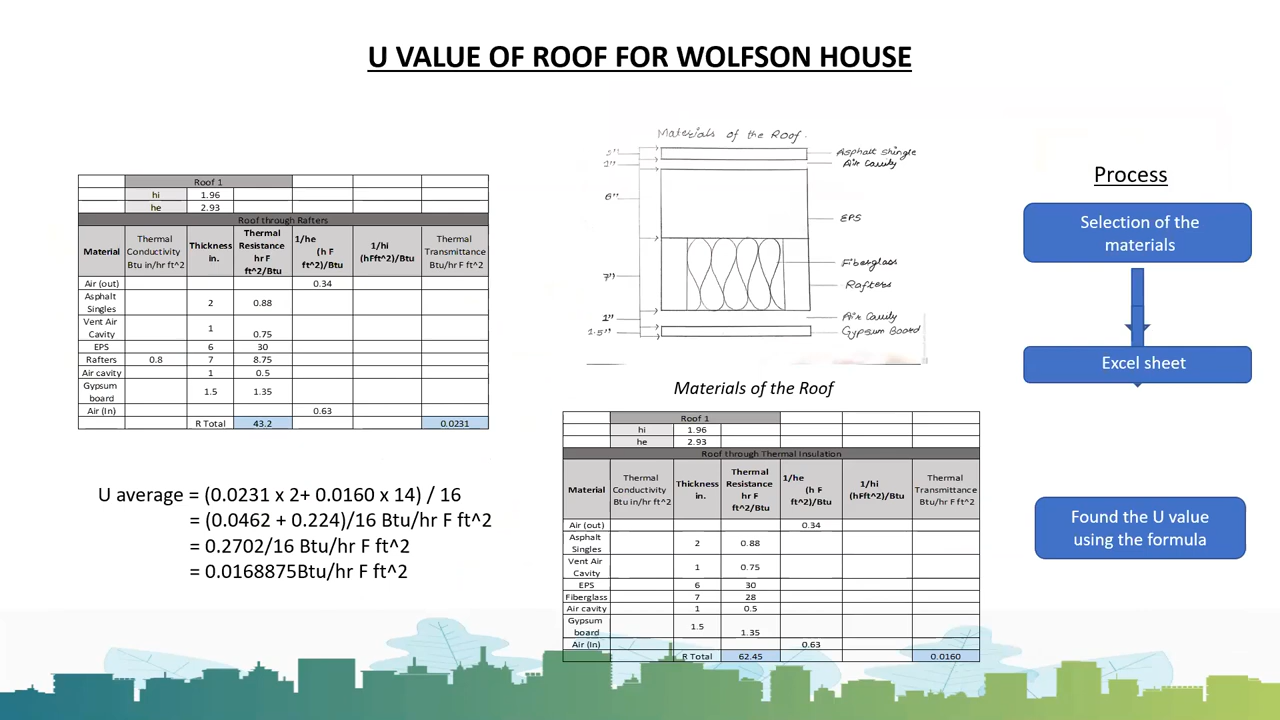 U VALUE OF ROOF FOR WOLFSON HOUSE
Roof 1
hi 1.96
he 2.93
Roof through Rafters
Material Thermal Conductivity Btu in/hr ft^2 Thickness in. Thermal Resistance hr F ft^2/Btu 1/he (h F ft^2)/Btu 1/hi (hFft^2)/Btu Thermal Transmittance Btu/hr F ft^2
Air (out) 0.34
Asphalt Singles 2 0.88
Vent Air Cavity 1 0.75
EPS 6 30
Rafters 0.8 7 8.75
Air cavity 1 0.5
Gypsum board 1.5 1.35
Air (In) 0.63
R Total 43.2 0.0231
U average = (0.0231 x 2+ 0.0160 x 14) / 16
= (0.0462 + 0.224)/16 Btu/hr F ft^2
= 0.2702/16 Btu/hr F ft^2
= 0.0168875Btu/hr F ft^2
Materials of the Roof.
Asphalt Shingle
1" Air Cavity
6" EPS
Fiberglass
7" Rafters
1" Air Cavity
1.5" Gypsum Board
Materials of the Roof
Roof 1
hi 1.96
he 2.93
Roof through Thermal Insulation
Material Thermal Conductivity Btu in/hr ft^2 Thickness in. Thermal Resistance hr F ft^2/Btu 1/he (h F ft^2)/Btu 1/hi (hFft^2)/Btu Thermal Transmittance Btu/hr F ft^2
Air (out) 0.34
Asphalt Singles 2 0.88
Vent Air Cavity 1 0.75
EPS 6 30
Fiberglass 7 28
Air cavity 1 0.5
Gypsum board 1.5 1.35
Air (In) 0.63
R Total 62.45 0.0160
Process
Selection of the
materials
Excel sheet
Found the U value
using the formula